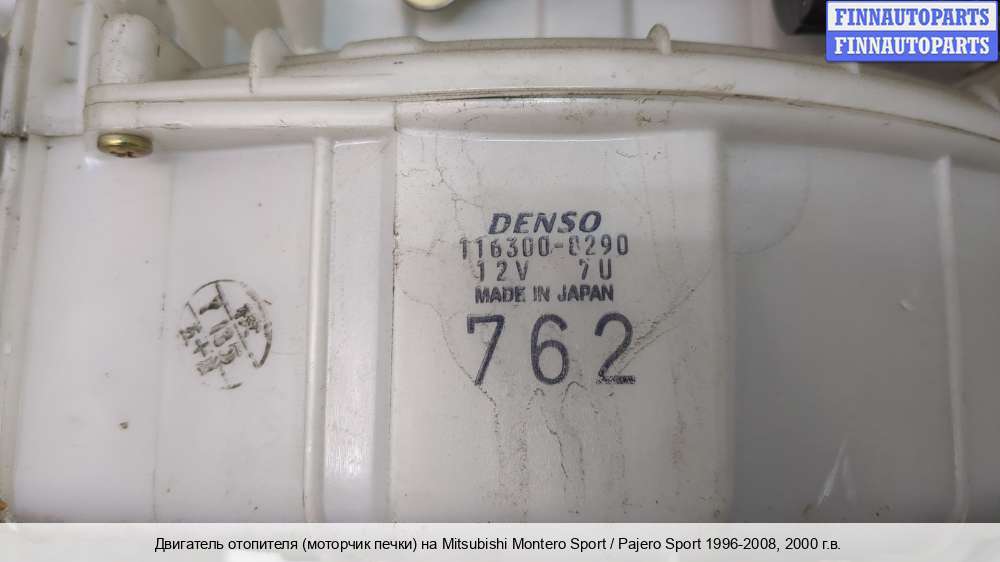 FINNAUTOPARTS
FINNAUTOPARTS
DENSO
116300-8290
12V 7U
MADE IN JAPAN
762
Двигатель отопителя (моторчик печки) на Mitsubishi Montero Sport / Pajero Sport 1996-2008, 2000 г.в.